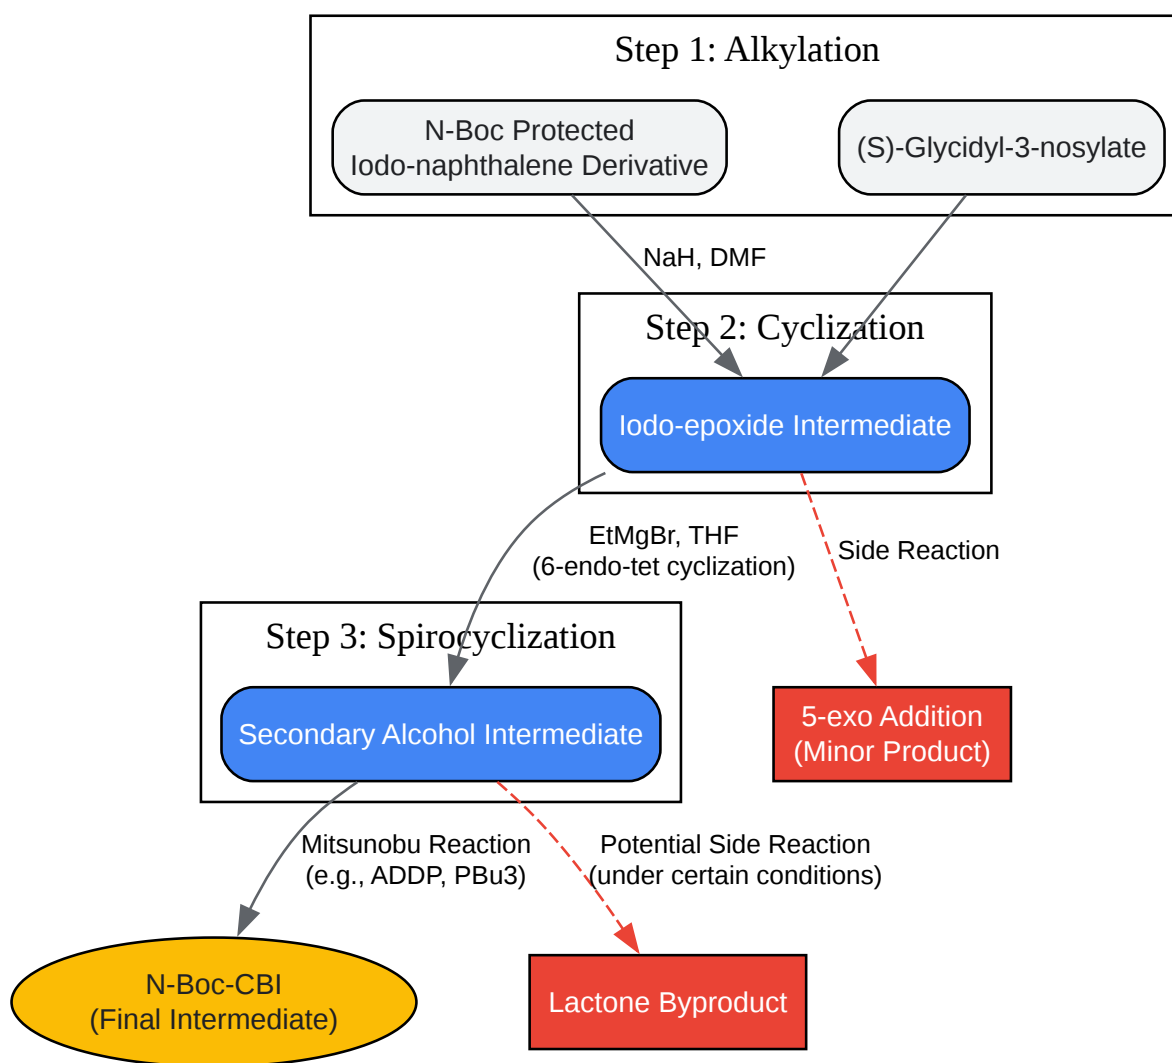 Step 1: Alkylation
N-Boc Protected
Iodo-naphthalene Derivative
(S)-Glycidyl-3-nosylate
NaH, DMF
Step 2: Cyclization
Iodo-epoxide Intermediate
EtMgBr, THF
(6-endo-tet cyclization)
Side Reaction
Step 3: Spirocyclization
Secondary Alcohol Intermediate
5-exo Addition
(Minor Product)
Mitsunobu Reaction
(e.g., ADDP, PBu3)
Potential Side Reaction
(under certain conditions)
N-Boc-CBI
(Final Intermediate)
Lactone Byproduct